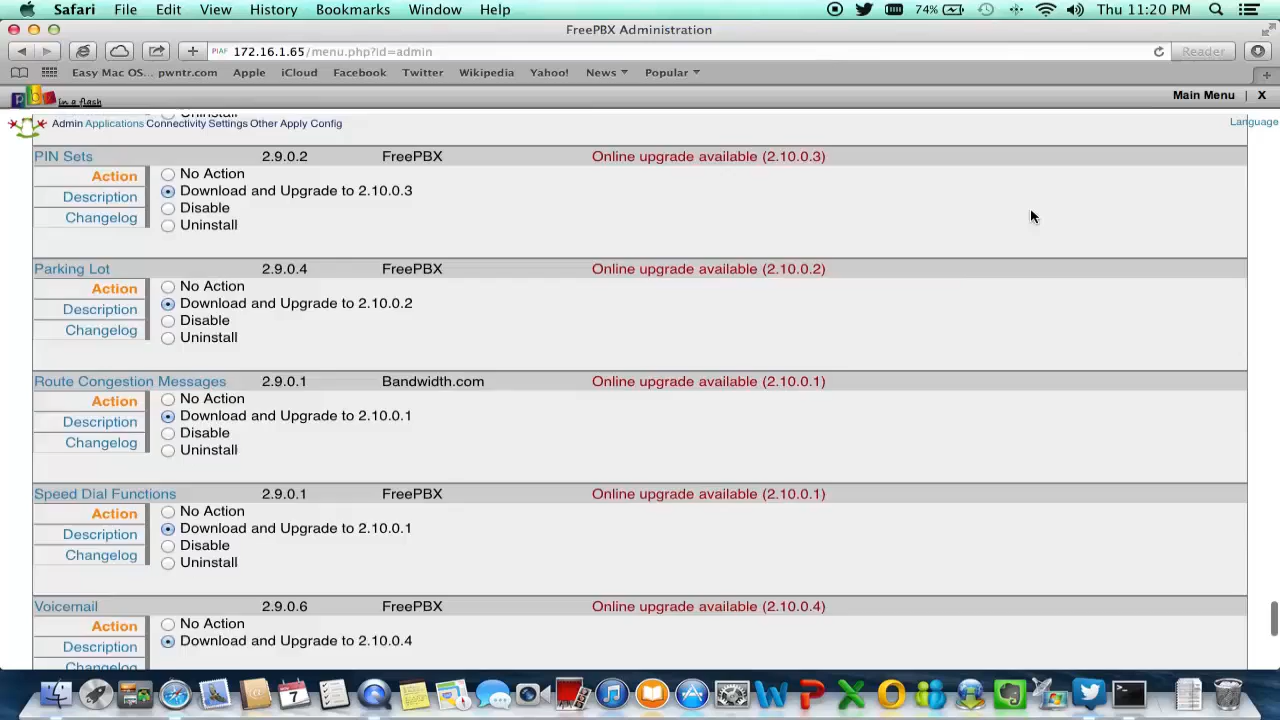 Safari File Edit View History Bookmarks Window Help 74% Thu 11:20 PM
FreePBX Administration
PIAF 172.16.1.65/menu.php?id=admin Reader
Easy Mac OS... pwntr.com Apple iCloud Facebook Twitter Wikipedia Yahoo! News Popular
pbx in a flash Main Menu | X
Uninstall
Admin Applications Connectivity Settings Other Apply Config Language
PIN Sets 2.9.0.2 FreePBX Online upgrade available (2.10.0.3)
Action No Action
Description Download and Upgrade to 2.10.0.3
Changelog Disable
Uninstall
Parking Lot 2.9.0.4 FreePBX Online upgrade available (2.10.0.2)
Action No Action
Description Download and Upgrade to 2.10.0.2
Changelog Disable
Uninstall
Route Congestion Messages 2.9.0.1 Bandwidth.com Online upgrade available (2.10.0.1)
Action No Action
Description Download and Upgrade to 2.10.0.1
Changelog Disable
Uninstall
Speed Dial Functions 2.9.0.1 FreePBX Online upgrade available (2.10.0.1)
Action No Action
Description Download and Upgrade to 2.10.0.1
Changelog Disable
Uninstall
Voicemail 2.9.0.6 FreePBX Online upgrade available (2.10.0.4)
Action No Action
Description Download and Upgrade to 2.10.0.4
Changelog